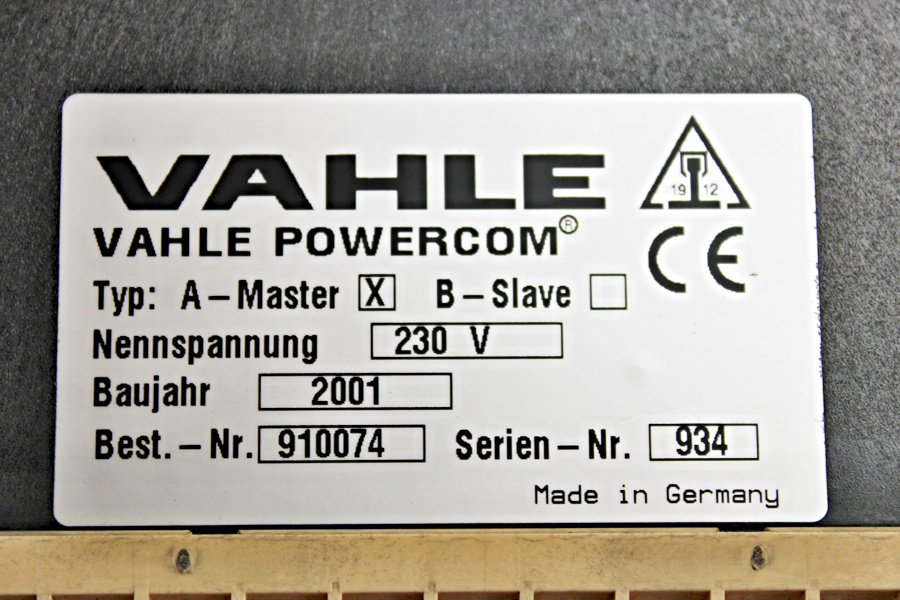 VAHLE
19 12
VAHLE POWERCOM®
CE
Typ: A – Master X B – Slave
Nennspannung 230 V
Baujahr 2001
Best. – Nr. 910074 Serien – Nr. 934
Made in Germany